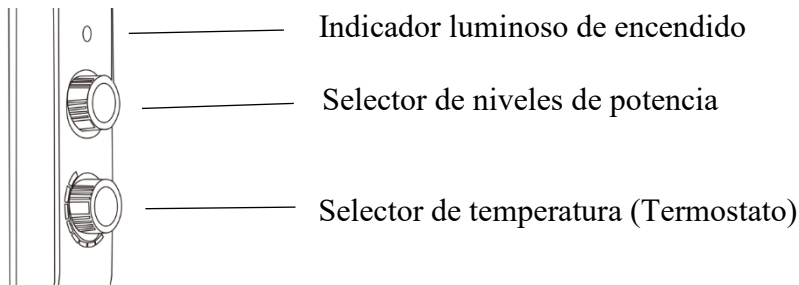 Indicador luminoso de encendido
Selector de niveles de potencia
Selector de temperatura (Termostato)